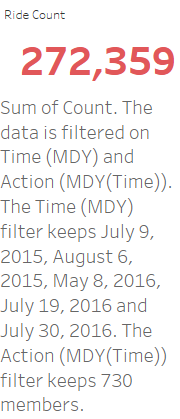 Ride Count
272,359
Sum of Count. The
data is filtered on
Time (MDY) and
Action (MDY(Time)).
The Time (MDY)
filter keeps July 9,
2015, August 6,
2015, May 8, 2016,
July 19, 2016 and
July 30, 2016. The
Action (MDY(Time))
filter keeps 730
members.